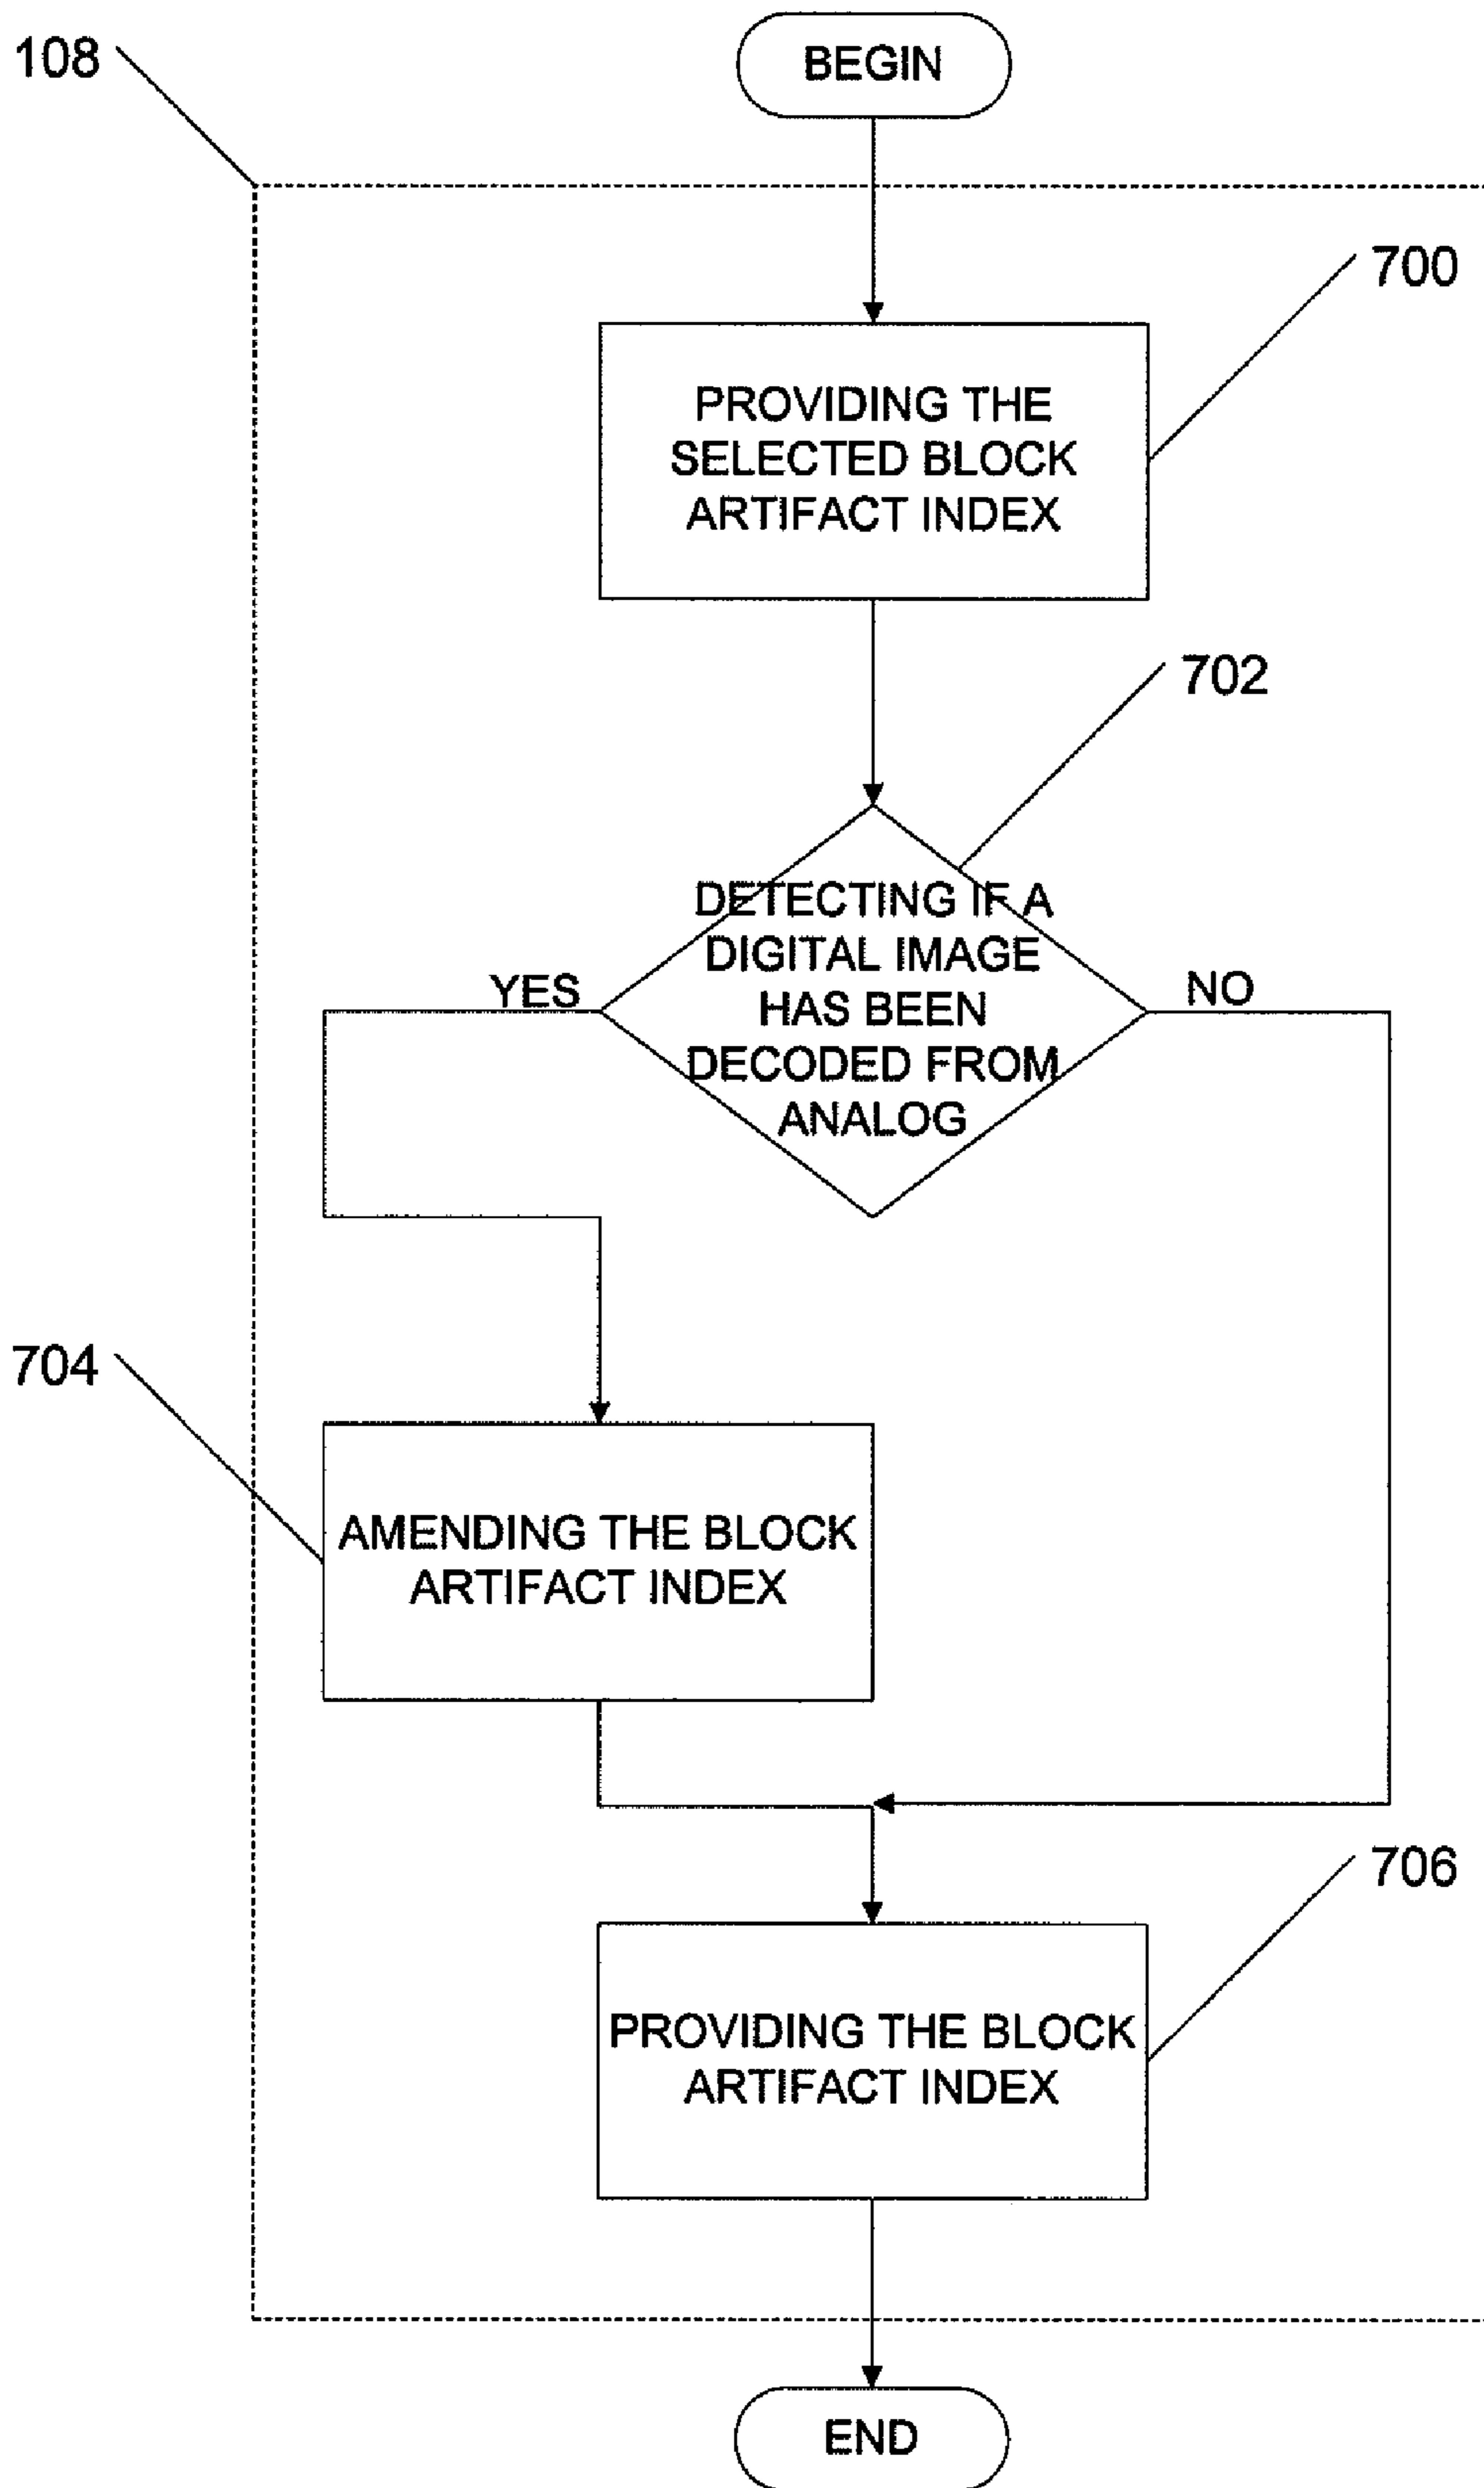 108
BEGIN
700
PROVIDING THE
SELECTED BLOCK
ARTIFACT INDEX
702
DETECTING IF A
DIGITAL IMAGE
HAS BEEN
DECODED FROM
ANALOG
YES
NO
704
AMENDING THE BLOCK
ARTIFACT INDEX
706
PROVIDING THE BLOCK
ARTIFACT INDEX
END